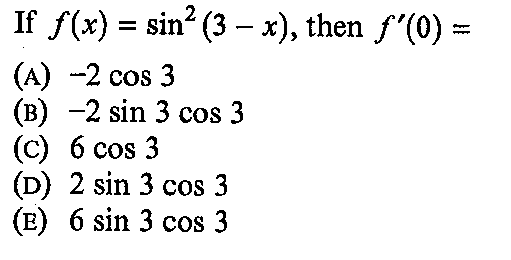 If f(x) = sin² (3 – x), then f′(0) =
(A) –2 cos 3
(B) –2 sin 3 cos 3
(C) 6 cos 3
(D) 2 sin 3 cos 3
(E) 6 sin 3 cos 3